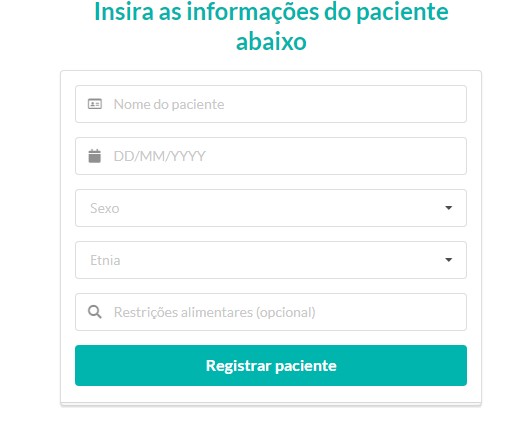 Insira as informações do paciente
abaixo
Nome do paciente
DD/MM/YYYY
Sexo
Etnia
Restrições alimentares (opcional)
Registrar paciente